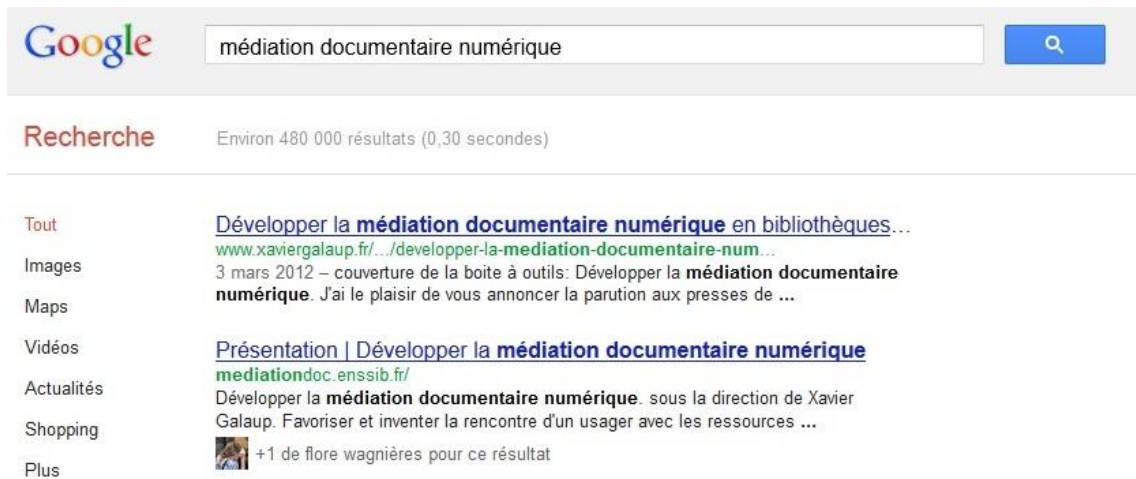 Google
médiation documentaire numérique
Recherche
Environ 480 000 résultats (0,30 secondes)
Tout
Images
Maps
Vidéos
Actualités
Shopping
Plus
Développer la médiation documentaire numérique en bibliothèques...
www.xaviergalaup.fr/.../developper-la-mediation-documentaire-num...
3 mars 2012 – couverture de la boite à outils: Développer la médiation documentaire
numérique. J'ai le plaisir de vous annoncer la parution aux presses de ...
Présentation | Développer la médiation documentaire numérique
mediationdoc.enssib.fr/
Développer la médiation documentaire numérique. sous la direction de Xavier
Galaup. Favoriser et inventer la rencontre d'un usager avec les ressources ...
+1 de flore wagnières pour ce résultat